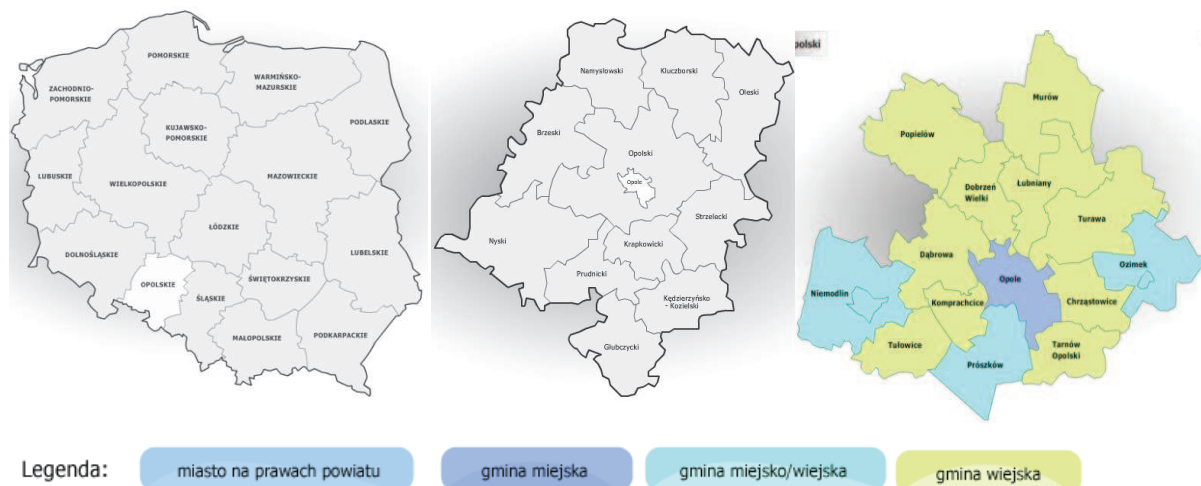 POMORSKIE
WARMIŃSKO-
MAZURSKIE
ZACHODNIO-
POMORSKIE
PODLASKIE
KUJAWSKO-
POMORSKIE
LUBUSKIE
WIELKOPOLSKIE
MAZOWIECKIE
ŁÓDZKIE
DOLNOŚLĄSKIE
LUBELSKIE
OPOLSKIE
ŚLĄSKIE
ŚWIĘTOKRZYSKIE
MAŁOPOLSKIE
PODKARPACKIE
Namysłowski
Kluczborski
Oleski
Brzeski
Opolski
Opole
Strzelecki
Nyski
Krapkowicki
Prudnicki
Kędzierzyńsko
- Kozielski
Głubczycki
polski
Murów
Popielów
Dobrzeń
Wielki
Łubniany
Turawa
Dąbrowa
Ozimek
Opole
Niemodlin
Komprachcice
Chrząstowice
Tułowice
Prószków
Tarnów
Opolski
Legenda:
miasto na prawach powiatu
gmina miejska
gmina miejsko/wiejska
gmina wiejska